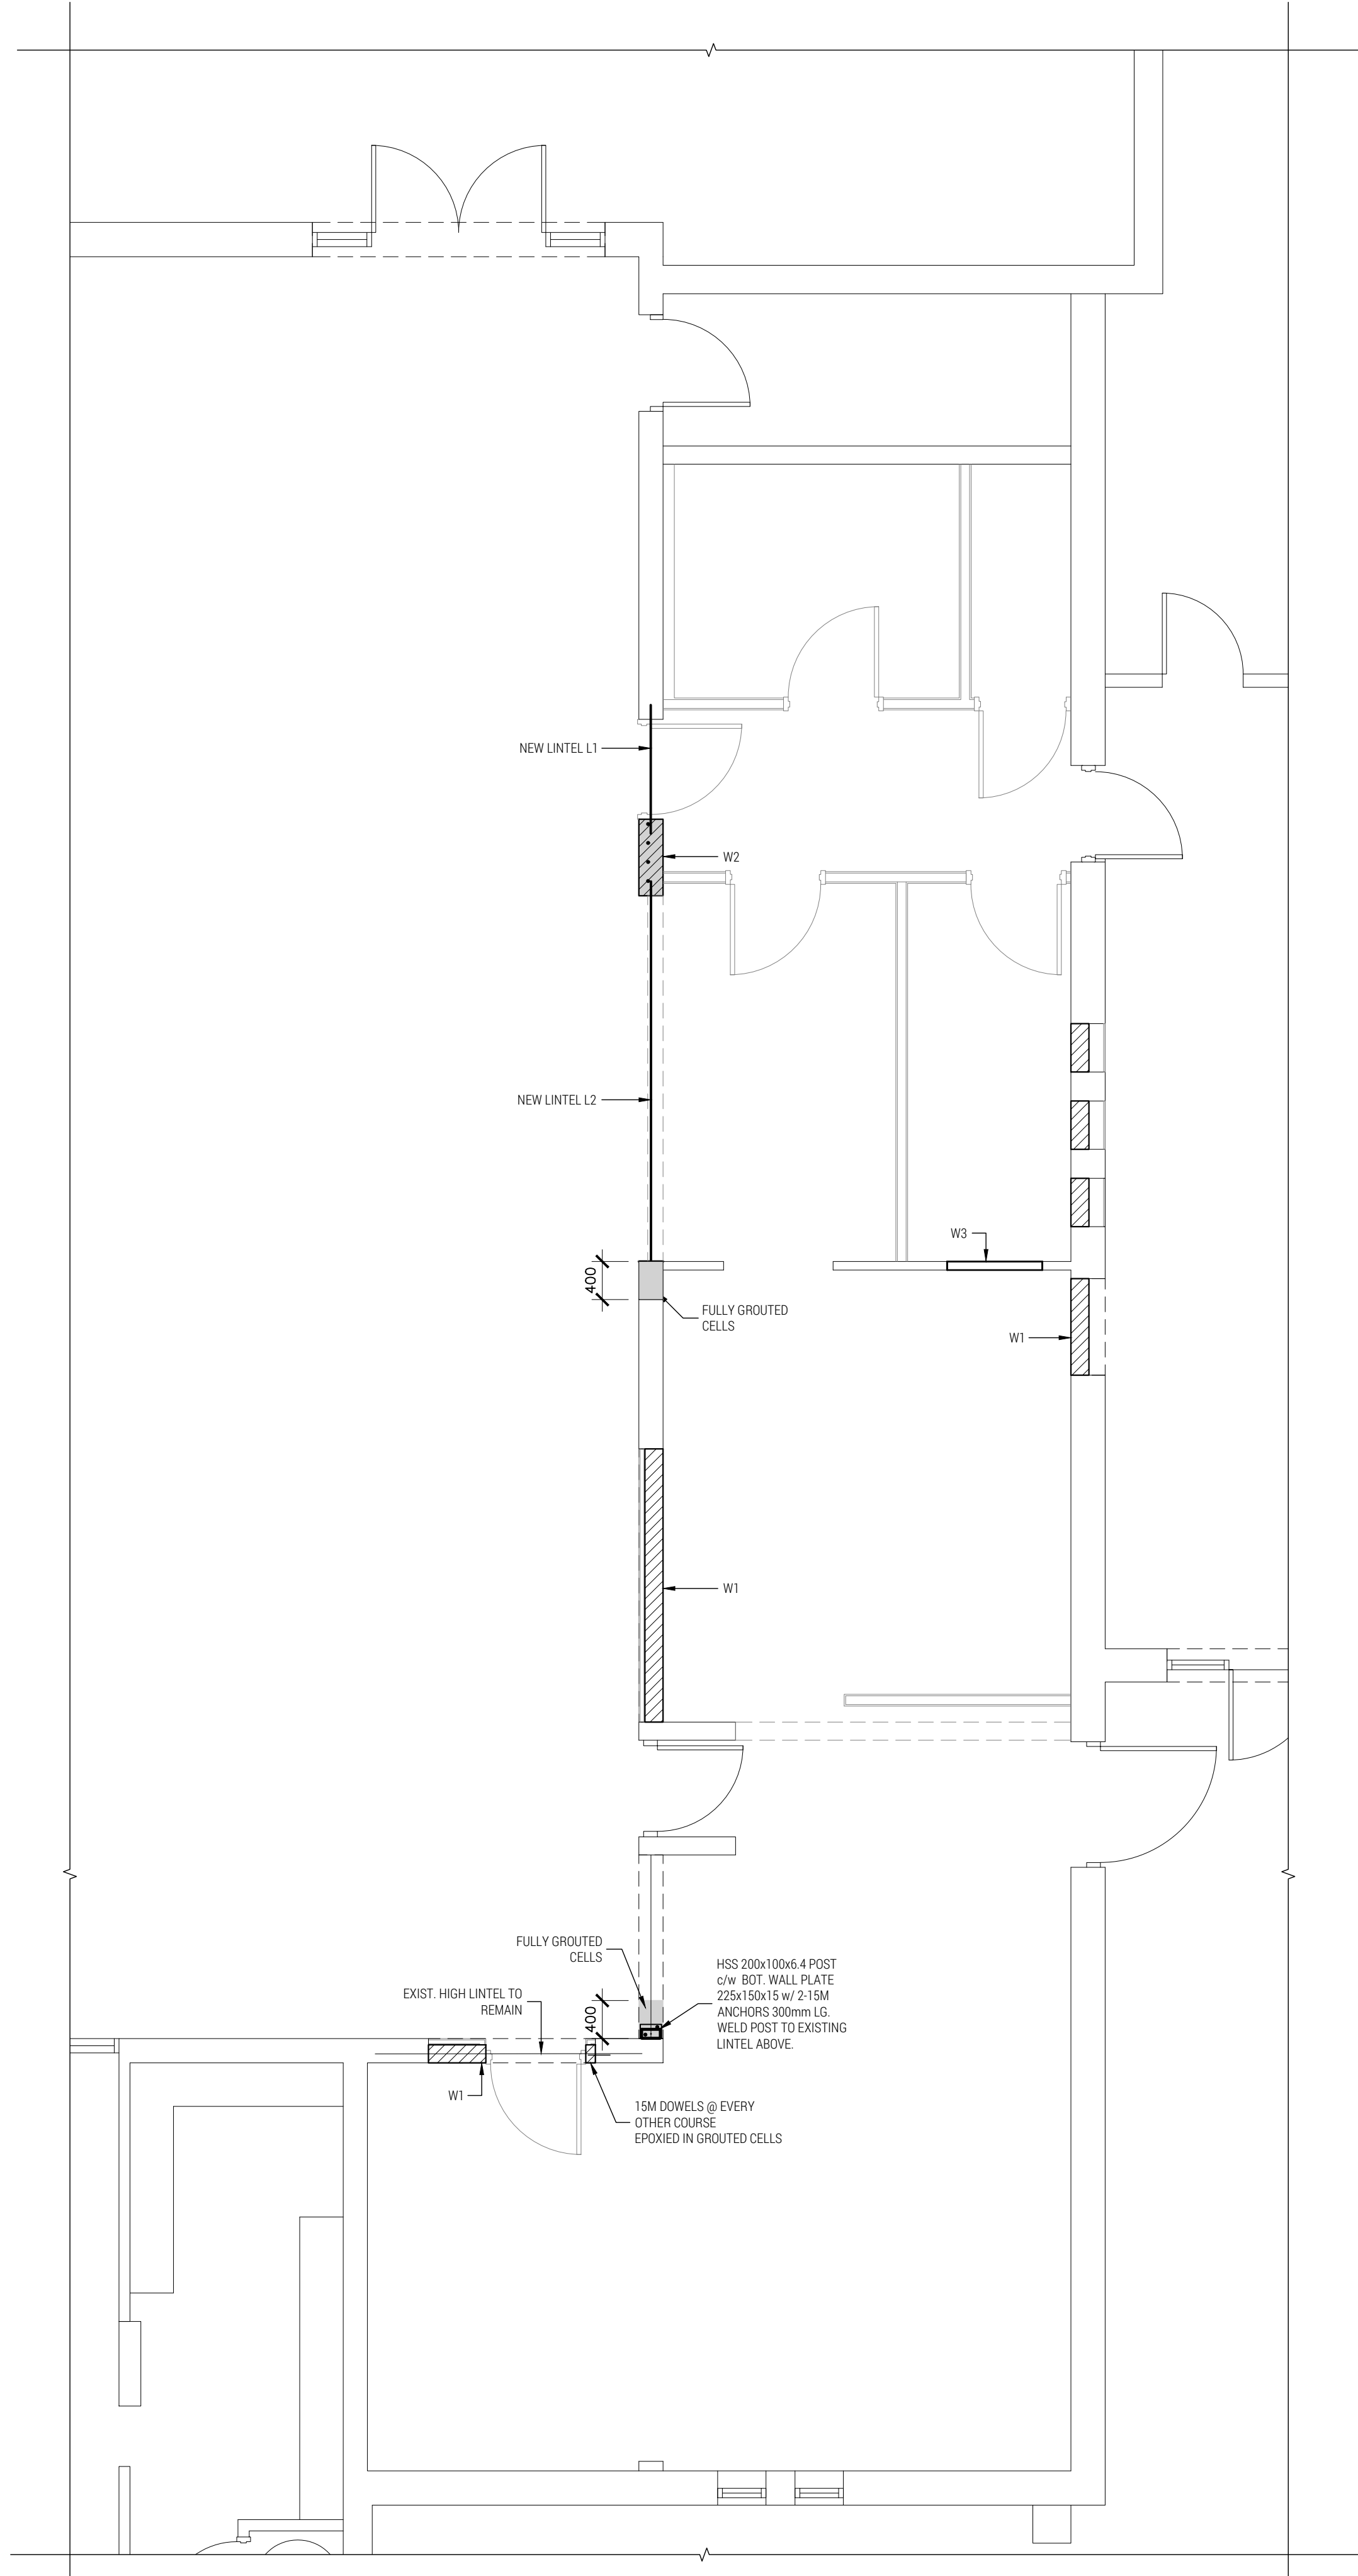 NEW LINTEL L1
W2
NEW LINTEL L2
W3
400
FULLY GROUTED
CELLS
W1
W1
FULLY GROUTED
CELLS
HSS 200x100x6.4 POST
c/w BOT. WALL PLATE
225x150x15 w/ 2-15M
ANCHORS 300mm LG.
WELD POST TO EXISTING
LINTEL ABOVE.
EXIST. HIGH LINTEL TO
REMAIN
400
W1
15M DOWELS @ EVERY
OTHER COURSE
EPOXIED IN GROUTED CELLS